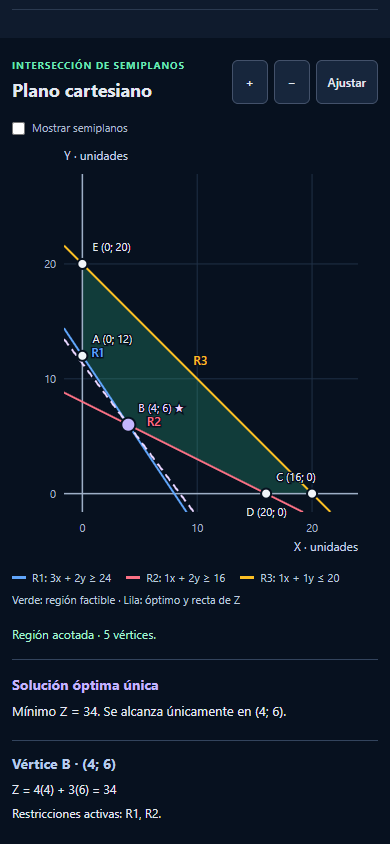 INTERSECCIÓN DE SEMIPLANOS
Plano cartesiano
+
−
Ajustar
Mostrar semiplanos
Y · unidades
E (0; 20)
20
A (0; 12)
R1
R3
10
B (4; 6) ★
R2
C (16; 0)
0
D (20; 0)
0
10
20
X · unidades
R1: 3x + 2y ≥ 24
R2: 1x + 2y ≥ 16
R3: 1x + 1y ≤ 20
Verde: región factible · Lila: óptimo y recta de Z
Región acotada · 5 vértices.
Solución óptima única
Mínimo Z = 34. Se alcanza únicamente en (4; 6).
Vértice B · (4; 6)
Z = 4(4) + 3(6) = 34
Restricciones activas: R1, R2.